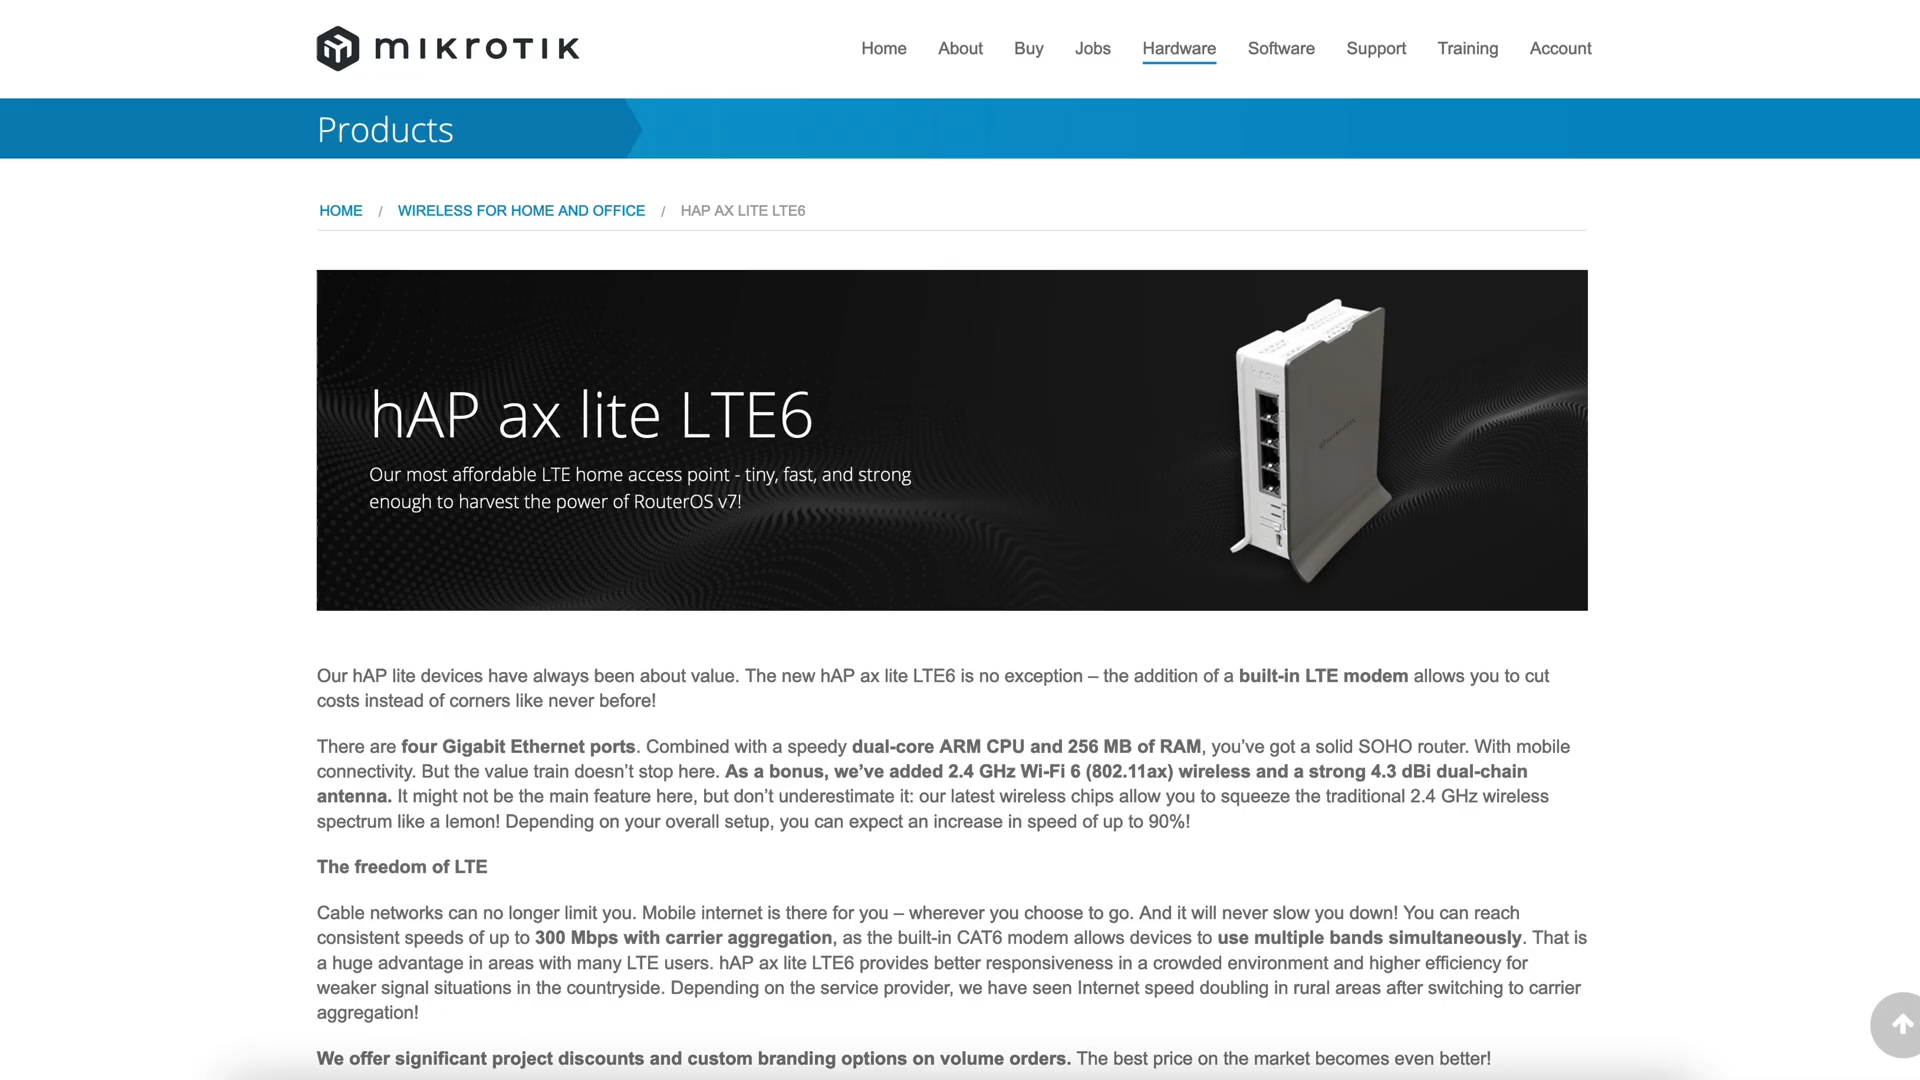 mikrotik
Home About Buy Jobs Hardware Software Support Training Account
Products
HOME / WIRELESS FOR HOME AND OFFICE / HAP AX LITE LTE6
hAP ax lite LTE6
Our most affordable LTE home access point - tiny, fast, and strong
enough to harvest the power of RouterOS v7!
Our hAP lite devices have always been about value. The new hAP ax lite LTE6 is no exception – the addition of a built-in LTE modem allows you to cut
costs instead of corners like never before!
There are four Gigabit Ethernet ports. Combined with a speedy dual-core ARM CPU and 256 MB of RAM, you’ve got a solid SOHO router. With mobile
connectivity. But the value train doesn’t stop here. As a bonus, we’ve added 2.4 GHz Wi-Fi 6 (802.11ax) wireless and a strong 4.3 dBi dual-chain
antenna. It might not be the main feature here, but don’t underestimate it: our latest wireless chips allow you to squeeze the traditional 2.4 GHz wireless
spectrum like a lemon! Depending on your overall setup, you can expect an increase in speed of up to 90%!
The freedom of LTE
Cable networks can no longer limit you. Mobile internet is there for you – wherever you choose to go. And it will never slow you down! You can reach
consistent speeds of up to 300 Mbps with carrier aggregation, as the built-in CAT6 modem allows devices to use multiple bands simultaneously. That is
a huge advantage in areas with many LTE users. hAP ax lite LTE6 provides better responsiveness in a crowded environment and higher efficiency for
weaker signal situations in the countryside. Depending on the service provider, we have seen Internet speed doubling in rural areas after switching to carrier
aggregation!
We offer significant project discounts and custom branding options on volume orders. The best price on the market becomes even better!